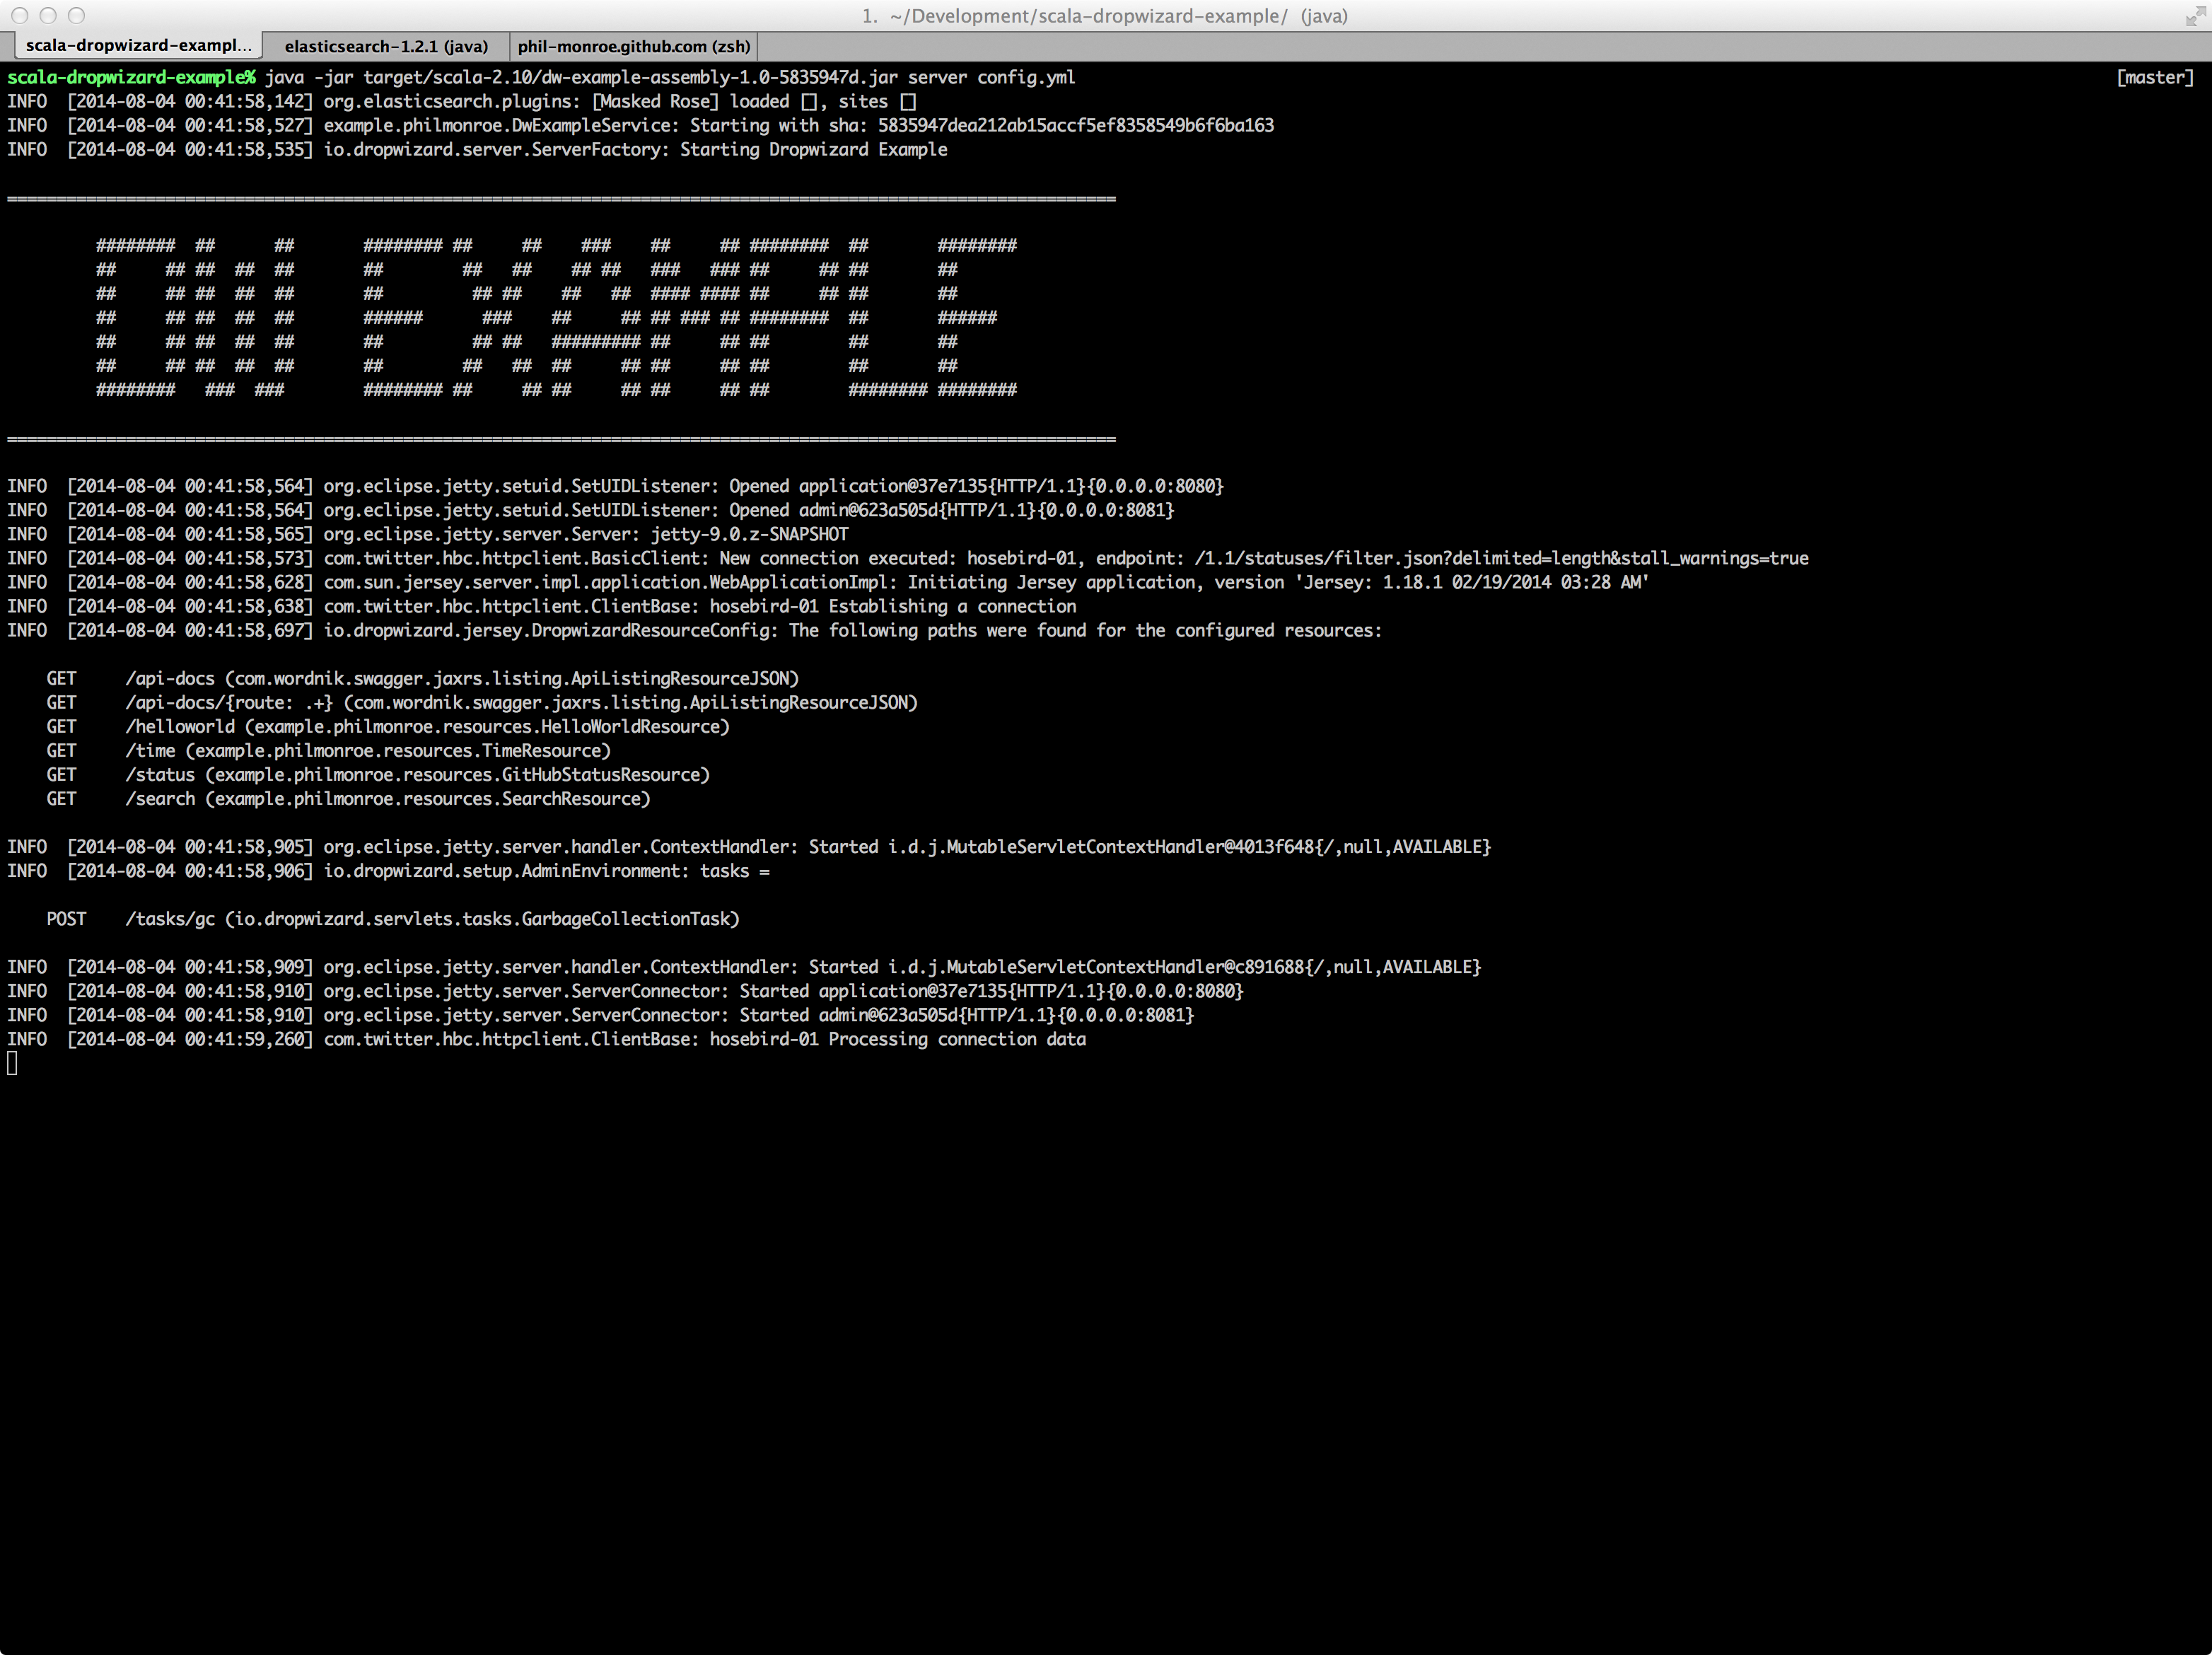 1. ~/Development/scala-dropwizard-example/ (java)
scala-dropwizard-exampl... elasticsearch-1.2.1 (java) phil-monroe.github.com (zsh)
scala-dropwizard-example% java -jar target/scala-2.10/dw-example-assembly-1.0-5835947d.jar server config.yml [master]
INFO [2014-08-04 00:41:58,142] org.elasticsearch.plugins: [Masked Rose] loaded [], sites []
INFO [2014-08-04 00:41:58,527] example.philmonroe.DwExampleService: Starting with sha: 5835947dea212ab15accf5ef8358549b6f6ba163
INFO [2014-08-04 00:41:58,535] io.dropwizard.server.ServerFactory: Starting Dropwizard Example
DW EXAMPLE
INFO [2014-08-04 00:41:58,564] org.eclipse.jetty.setuid.SetUIDListener: Opened application@37e7135{HTTP/1.1}{0.0.0.0:8080}
INFO [2014-08-04 00:41:58,564] org.eclipse.jetty.setuid.SetUIDListener: Opened admin@623a505d{HTTP/1.1}{0.0.0.0:8081}
INFO [2014-08-04 00:41:58,565] org.eclipse.jetty.server.Server: jetty-9.0.z-SNAPSHOT
INFO [2014-08-04 00:41:58,573] com.twitter.hbc.httpclient.BasicClient: New connection executed: hosebird-01, endpoint: /1.1/statuses/filter.json?delimited=length&stall_warnings=true
INFO [2014-08-04 00:41:58,628] com.sun.jersey.server.impl.application.WebApplicationImpl: Initiating Jersey application, version 'Jersey: 1.18.1 02/19/2014 03:28 AM'
INFO [2014-08-04 00:41:58,638] com.twitter.hbc.httpclient.ClientBase: hosebird-01 Establishing a connection
INFO [2014-08-04 00:41:58,697] io.dropwizard.jersey.DropwizardResourceConfig: The following paths were found for the configured resources:
GET /api-docs (com.wordnik.swagger.jaxrs.listing.ApiListingResourceJSON)
GET /api-docs/{route: .+} (com.wordnik.swagger.jaxrs.listing.ApiListingResourceJSON)
GET /helloworld (example.philmonroe.resources.HelloWorldResource)
GET /time (example.philmonroe.resources.TimeResource)
GET /status (example.philmonroe.resources.GitHubStatusResource)
GET /search (example.philmonroe.resources.SearchResource)
INFO [2014-08-04 00:41:58,905] org.eclipse.jetty.server.handler.ContextHandler: Started i.d.j.MutableServletContextHandler@4013f648{/,null,AVAILABLE}
INFO [2014-08-04 00:41:58,906] io.dropwizard.setup.AdminEnvironment: tasks =
POST /tasks/gc (io.dropwizard.servlets.tasks.GarbageCollectionTask)
INFO [2014-08-04 00:41:58,909] org.eclipse.jetty.server.handler.ContextHandler: Started i.d.j.MutableServletContextHandler@c891688{/,null,AVAILABLE}
INFO [2014-08-04 00:41:58,910] org.eclipse.jetty.server.ServerConnector: Started application@37e7135{HTTP/1.1}{0.0.0.0:8080}
INFO [2014-08-04 00:41:58,910] org.eclipse.jetty.server.ServerConnector: Started admin@623a505d{HTTP/1.1}{0.0.0.0:8081}
INFO [2014-08-04 00:41:59,260] com.twitter.hbc.httpclient.ClientBase: hosebird-01 Processing connection data